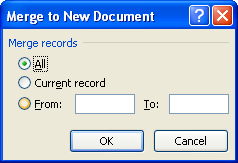 Merge to New Document
Merge records
All
Current record
From: To:
OK Cancel